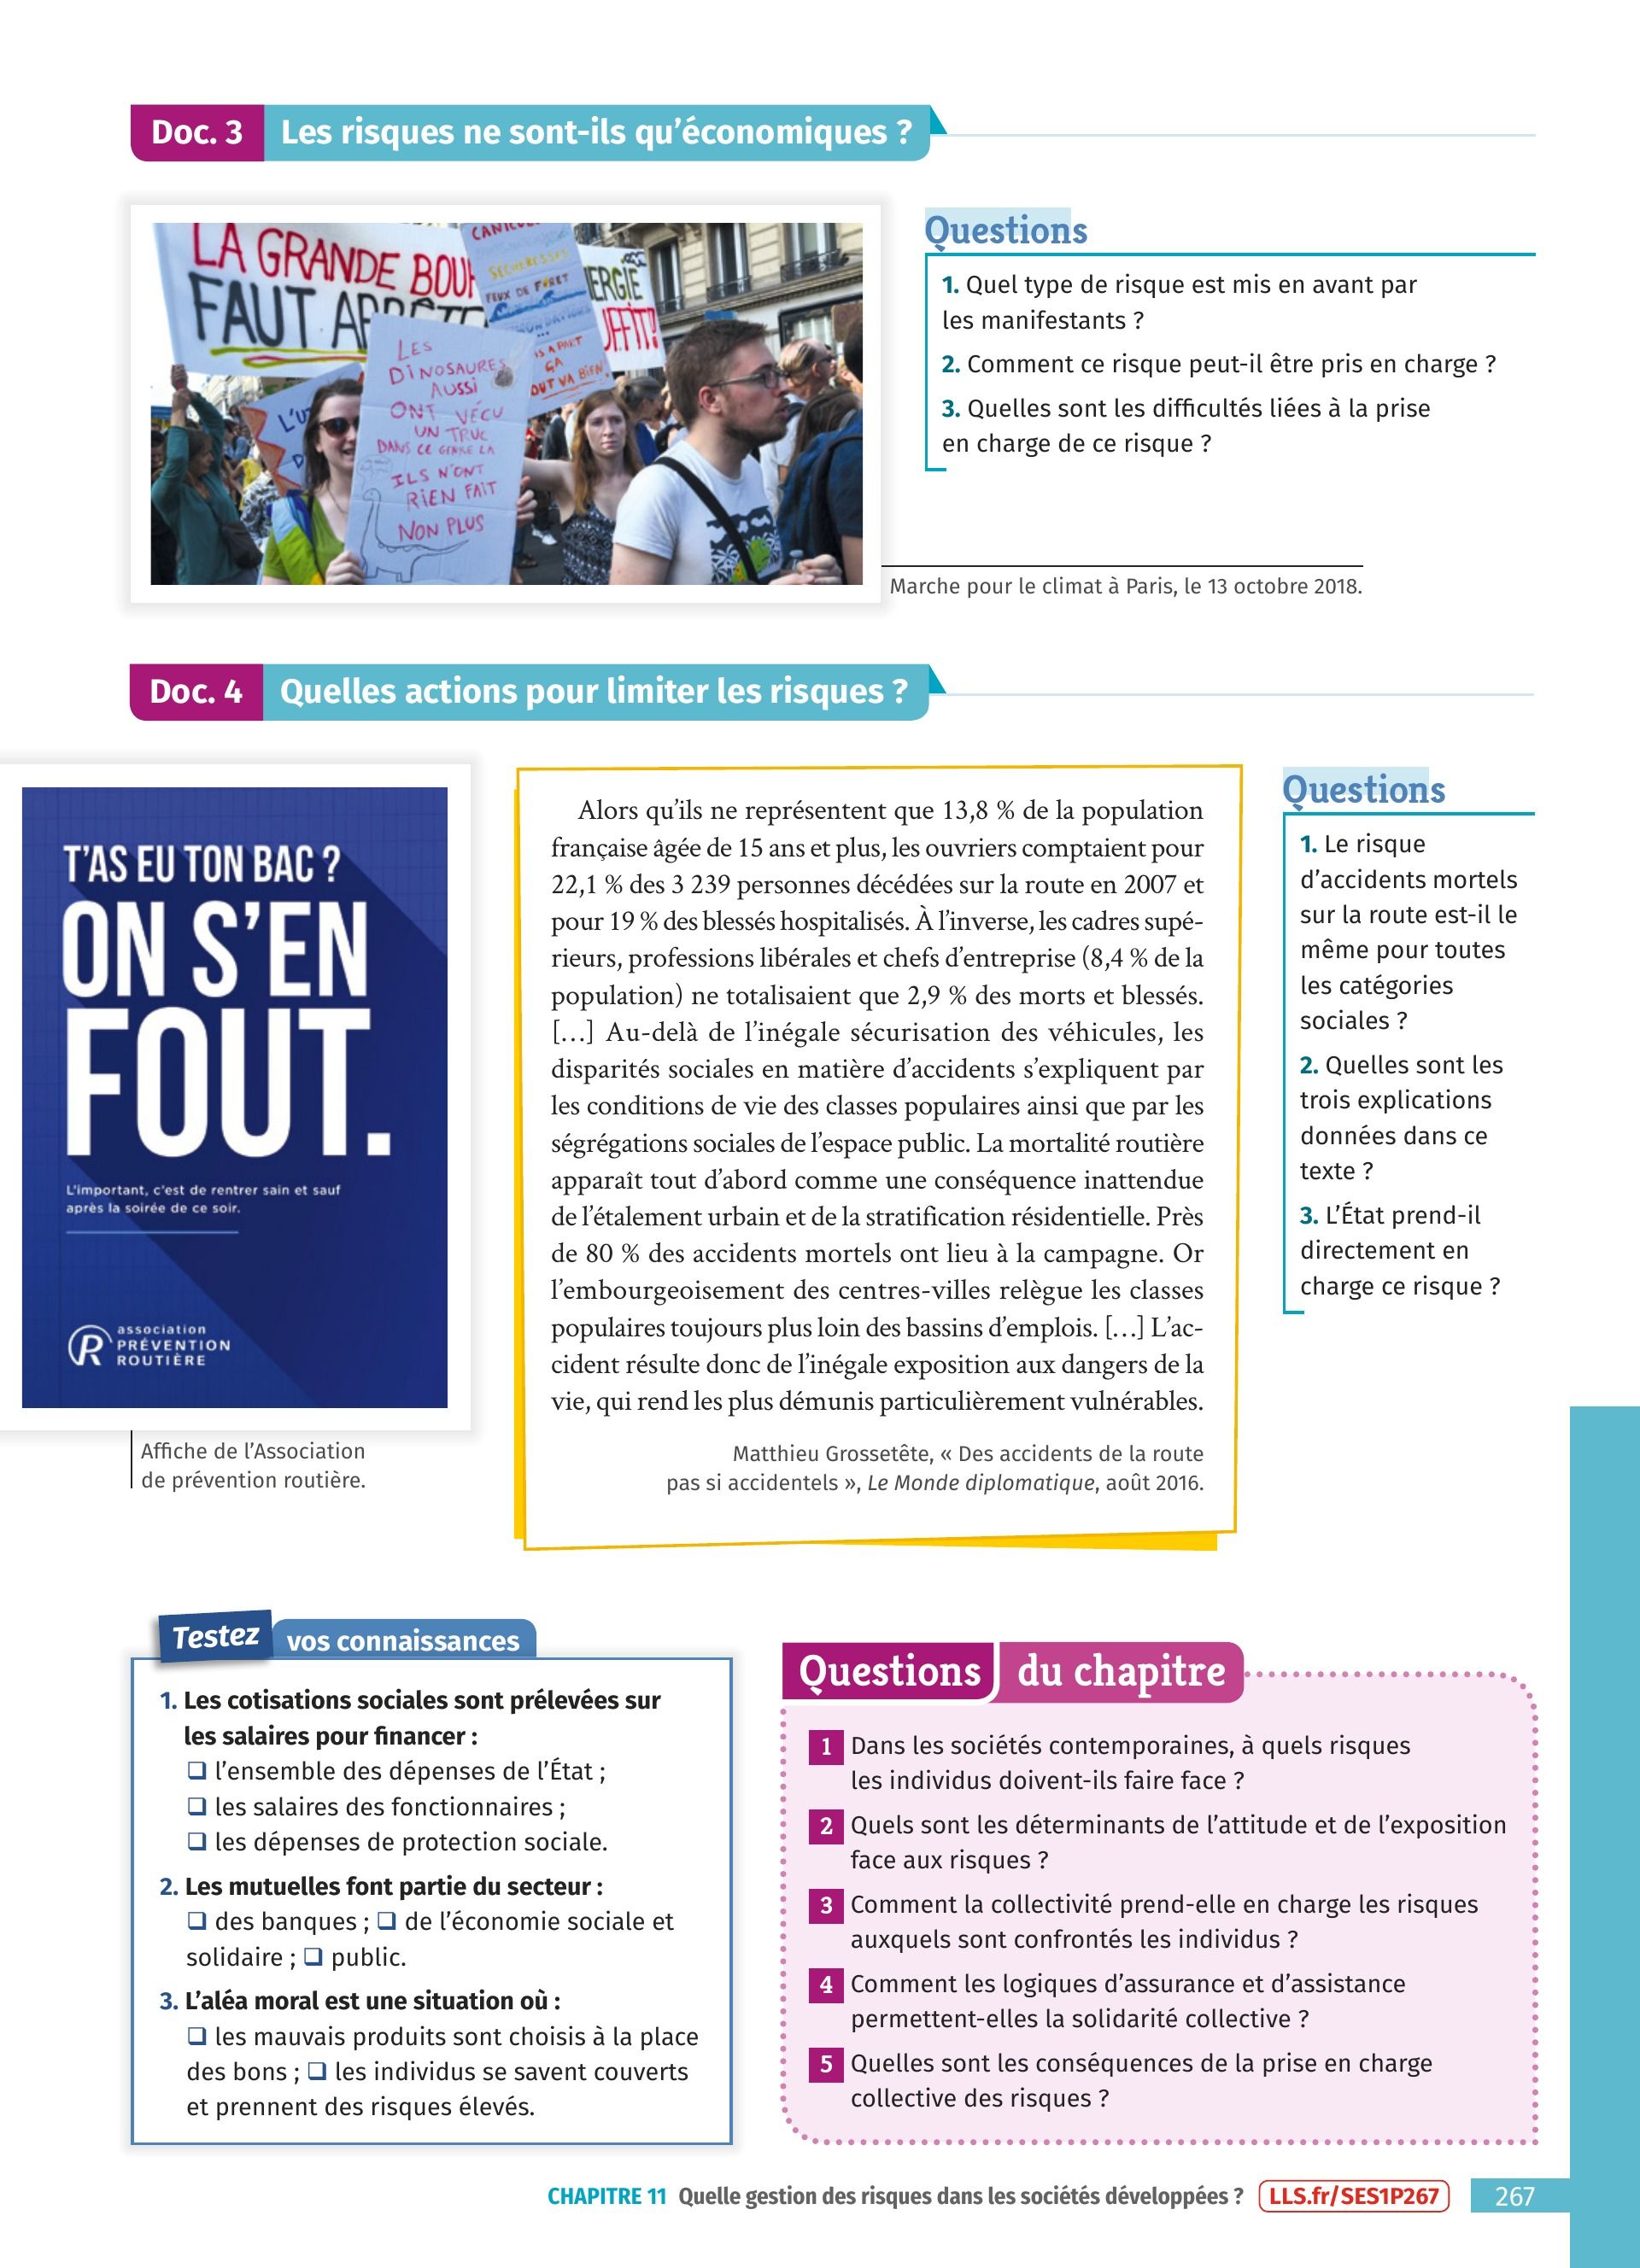 Doc. 3 Les risques ne sont-ils qu'économiques ?
LA GRANDE BOUF
FAUT ARRÊTER
CANICULE
SÉCHERESSES
FEUX DE FORÊT
INONDATIONS
...
IS A PART
ÇA
OUT VA BIEN
ERGIE
UFFIT!
L'U
D
LES
DINOSAURES
AUSSI
ONT VÉCU
UN TRUC
DANS CE GENRE LA
ILS N'ONT
RIEN FAIT
NON PLUS
Questions
1. Quel type de risque est mis en avant par
les manifestants ?
2. Comment ce risque peut-il être pris en charge ?
3. Quelles sont les difficultés liées à la prise
en charge de ce risque ?
Marche pour le climat à Paris, le 13 octobre 2018.
Doc. 4 Quelles actions pour limiter les risques ?
T'AS EU TON BAC ?
ON S'EN
FOUT.
L'important, c'est de rentrer sain et sauf
après la soirée de ce soir.
association
PRÉVENTION
ROUTIÈRE
Affiche de l'Association
de prévention routière.
Alors qu'ils ne représentent que 13,8 % de la population
française âgée de 15 ans et plus, les ouvriers comptaient pour
22,1 % des 3 239 personnes décédées sur la route en 2007 et
pour 19 % des blessés hospitalisés. À l'inverse, les cadres supé-
rieurs, professions libérales et chefs d'entreprise (8,4 % de la
population) ne totalisaient que 2,9 % des morts et blessés.
[…] Au-delà de l'inégale sécurisation des véhicules, les
disparités sociales en matière d'accidents s'expliquent par
les conditions de vie des classes populaires ainsi que par les
ségrégations sociales de l'espace public. La mortalité routière
apparaît tout d'abord comme une conséquence inattendue
de l'étalement urbain et de la stratification résidentielle. Près
de 80 % des accidents mortels ont lieu à la campagne. Or
l'embourgeoisement des centres-villes relègue les classes
populaires toujours plus loin des bassins d'emplois. […] L'ac-
cident résulte donc de l'inégale exposition aux dangers de la
vie, qui rend les plus démunis particulièrement vulnérables.
Matthieu Grossetête, « Des accidents de la route
pas si accidentels », Le Monde diplomatique, août 2016.
Questions
1. Le risque
d'accidents mortels
sur la route est-il le
même pour toutes
les catégories
sociales ?
2. Quelles sont les
trois explications
données dans ce
texte ?
3. L'État prend-il
directement en
charge ce risque ?
Testez vos connaissances
1. Les cotisations sociales sont prélevées sur
les salaires pour financer :
❑ l'ensemble des dépenses de l'État ;
❑ les salaires des fonctionnaires ;
❑ les dépenses de protection sociale.
2. Les mutuelles font partie du secteur :
❑ des banques ; ❑ de l'économie sociale et
solidaire ; ❑ public.
3. L'aléa moral est une situation où :
❑ les mauvais produits sont choisis à la place
des bons ; ❑ les individus se savent couverts
et prennent des risques élevés.
Questions du chapitre
1 Dans les sociétés contemporaines, à quels risques
les individus doivent-ils faire face ?
2 Quels sont les déterminants de l'attitude et de l'exposition
face aux risques ?
3 Comment la collectivité prend-elle en charge les risques
auxquels sont confrontés les individus ?
4 Comment les logiques d'assurance et d'assistance
permettent-elles la solidarité collective ?
5 Quelles sont les conséquences de la prise en charge
collective des risques ?
CHAPITRE 11 Quelle gestion des risques dans les sociétés développées ? LLS.fr/SES1P267 267